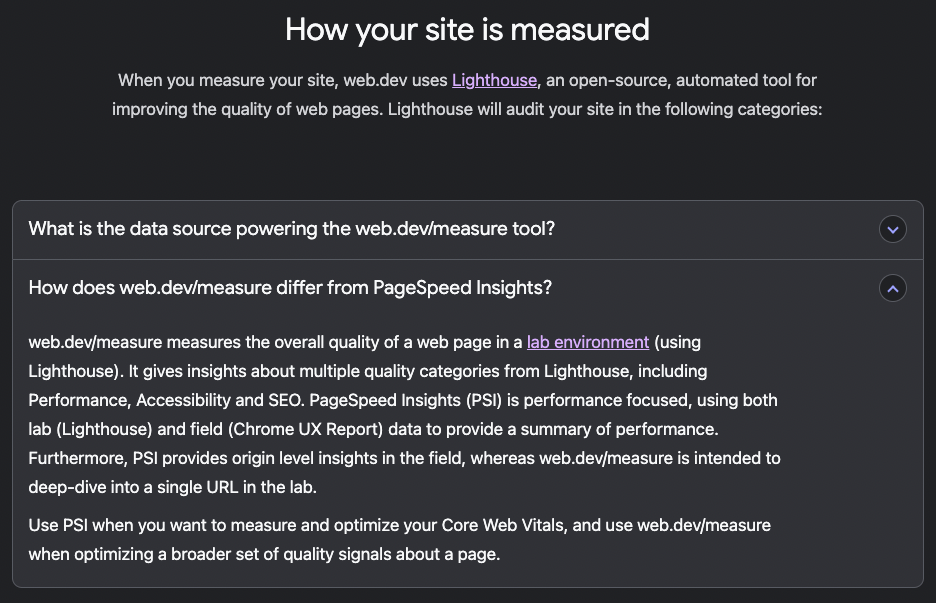 How your site is measured
When you measure your site, web.dev uses Lighthouse, an open-source, automated tool for
improving the quality of web pages. Lighthouse will audit your site in the following categories:
What is the data source powering the web.dev/measure tool?
How does web.dev/measure differ from PageSpeed Insights?
web.dev/measure measures the overall quality of a web page in a lab environment (using
Lighthouse). It gives insights about multiple quality categories from Lighthouse, including
Performance, Accessibility and SEO. PageSpeed Insights (PSI) is performance focused, using both
lab (Lighthouse) and field (Chrome UX Report) data to provide a summary of performance.
Furthermore, PSI provides origin level insights in the field, whereas web.dev/measure is intended to
deep-dive into a single URL in the lab.
Use PSI when you want to measure and optimize your Core Web Vitals, and use web.dev/measure
when optimizing a broader set of quality signals about a page.